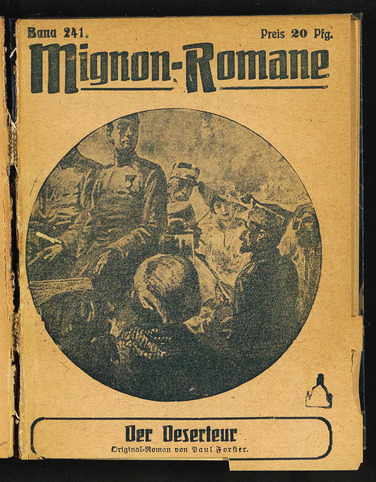 Band 241.
Preis 20 Pfg.
Mignon-Romane
Der Deserteur
Original-Roman von Paul Forster.